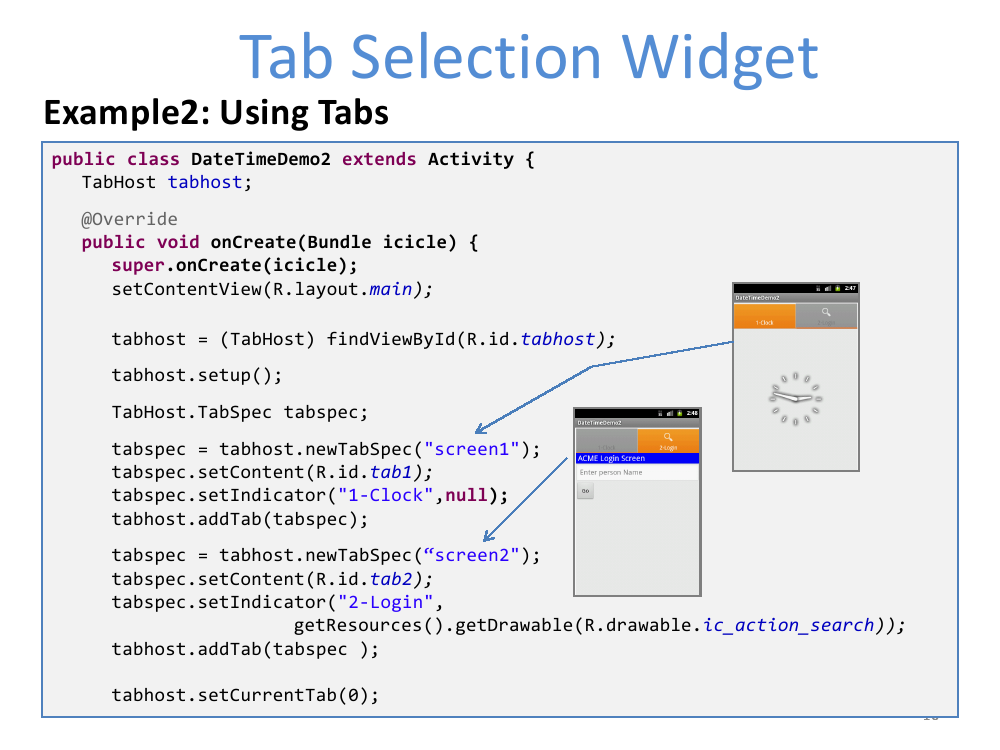 Tab Selection Widget
Example2: Using Tabs
public class DateTimeDemo2 extends Activity {
TabHost tabhost;
@Override
public void onCreate(Bundle icicle) {
super.onCreate(icicle);
setContentView(R.layout.main);
tabhost = (TabHost) findViewById(R.id.tabhost);
tabhost.setup();
TabHost.TabSpec tabspec;
tabspec = tabhost.newTabSpec("screen1");
tabspec.setContent(R.id.tab1);
tabspec.setIndicator("1-Clock",null);
tabhost.addTab(tabspec);
tabspec = tabhost.newTabSpec(“screen2");
tabspec.setContent(R.id.tab2);
tabspec.setIndicator("2-Login",
getResources().getDrawable(R.drawable.ic_action_search));
tabhost.addTab(tabspec );
tabhost.setCurrentTab(0);
2:47
DateTimeDemo2
1-Clock
2-Login
2:48
DateTimeDemo2
1-Clock
2-Login
ACME Login Screen
Enter person Name
Go